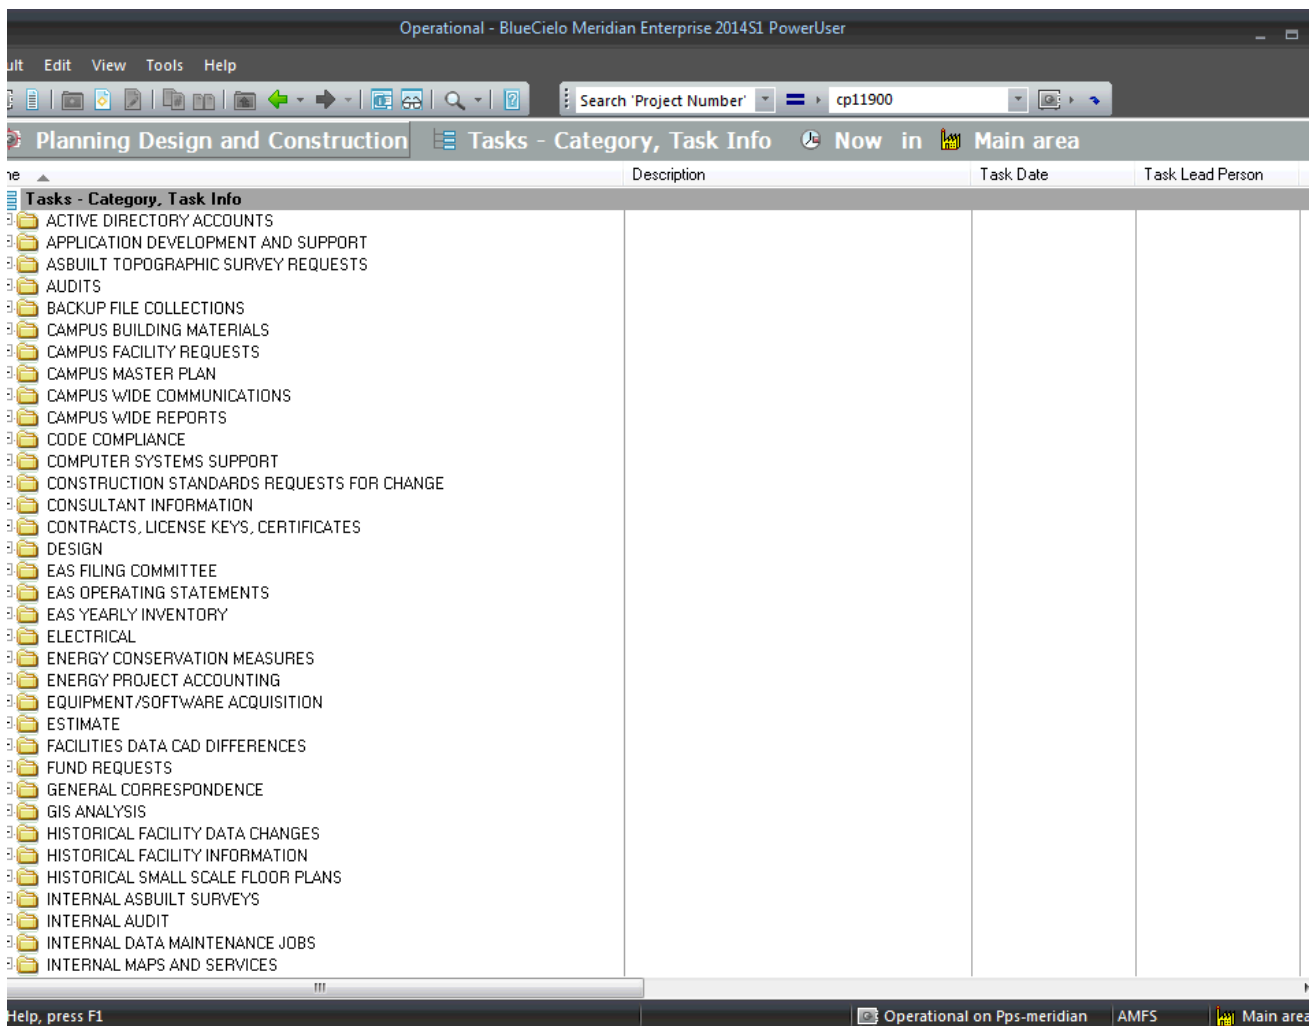 Operational - BlueCielo Meridian Enterprise 2014S1 PowerUser
ult Edit View Tools Help
Search 'Project Number' = cp11900
Planning Design and Construction Tasks - Category, Task Info Now in Main area
ne Description Task Date Task Lead Person
Tasks - Category, Task Info
ACTIVE DIRECTORY ACCOUNTS
APPLICATION DEVELOPMENT AND SUPPORT
ASBUILT TOPOGRAPHIC SURVEY REQUESTS
AUDITS
BACKUP FILE COLLECTIONS
CAMPUS BUILDING MATERIALS
CAMPUS FACILITY REQUESTS
CAMPUS MASTER PLAN
CAMPUS WIDE COMMUNICATIONS
CAMPUS WIDE REPORTS
CODE COMPLIANCE
COMPUTER SYSTEMS SUPPORT
CONSTRUCTION STANDARDS REQUESTS FOR CHANGE
CONSULTANT INFORMATION
CONTRACTS, LICENSE KEYS, CERTIFICATES
DESIGN
EAS FILING COMMITTEE
EAS OPERATING STATEMENTS
EAS YEARLY INVENTORY
ELECTRICAL
ENERGY CONSERVATION MEASURES
ENERGY PROJECT ACCOUNTING
EQUIPMENT/SOFTWARE ACQUISITION
ESTIMATE
FACILITIES DATA CAD DIFFERENCES
FUND REQUESTS
GENERAL CORRESPONDENCE
GIS ANALYSIS
HISTORICAL FACILITY DATA CHANGES
HISTORICAL FACILITY INFORMATION
HISTORICAL SMALL SCALE FLOOR PLANS
INTERNAL ASBUILT SURVEYS
INTERNAL AUDIT
INTERNAL DATA MAINTENANCE JOBS
INTERNAL MAPS AND SERVICES
Help, press F1 Operational on Pps-meridian AMFS Main area